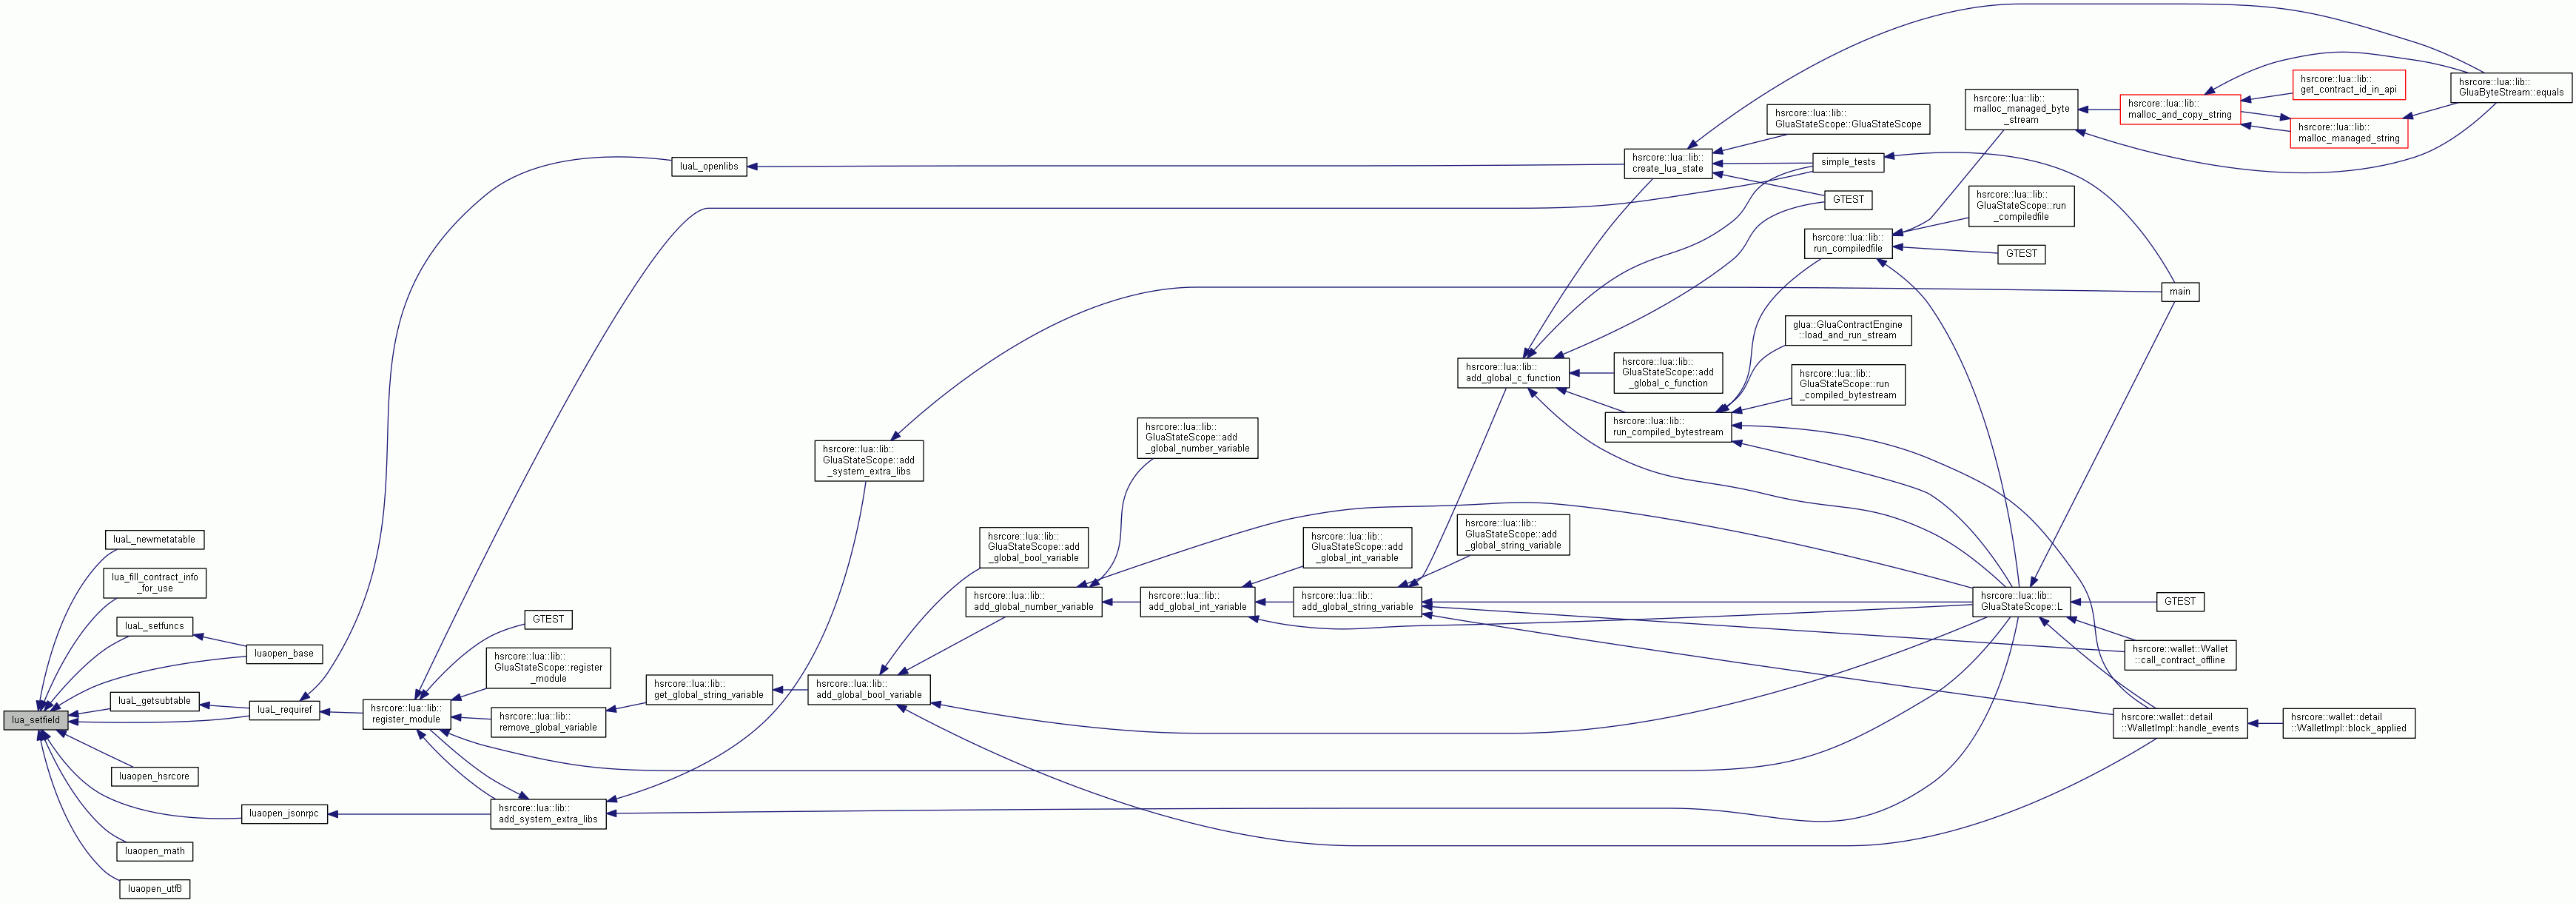 lua_setfield
luaL_newmetatable
lua_fill_contract_info
_for_use
luaL_setfuncs
luaopen_base
luaL_getsubtable
luaL_requiref
luaopen_hsrcore
luaopen_jsonrpc
luaopen_math
luaopen_utf8
luaL_openlibs
hsrcore::lua::lib::
register_module
GTEST
hsrcore::lua::lib::
GluaStateScope::register
_module
hsrcore::lua::lib::
remove_global_variable
hsrcore::lua::lib::
add_system_extra_libs
hsrcore::lua::lib::
get_global_string_variable
hsrcore::lua::lib::
GluaStateScope::add
_system_extra_libs
hsrcore::lua::lib::
add_global_bool_variable
hsrcore::lua::lib::
GluaStateScope::add
_global_bool_variable
hsrcore::lua::lib::
add_global_number_variable
hsrcore::lua::lib::
GluaStateScope::add
_global_number_variable
hsrcore::lua::lib::
add_global_int_variable
hsrcore::lua::lib::
GluaStateScope::add
_global_int_variable
hsrcore::lua::lib::
add_global_string_variable
hsrcore::lua::lib::
GluaStateScope::add
_global_string_variable
hsrcore::lua::lib::
add_global_c_function
hsrcore::lua::lib::
GluaStateScope::add
_global_c_function
hsrcore::lua::lib::
create_lua_state
hsrcore::lua::lib::
GluaStateScope::GluaStateScope
simple_tests
GTEST
hsrcore::lua::lib::
run_compiled_bytestream
hsrcore::lua::lib::
run_compiledfile
glua::GluaContractEngine
::load_and_run_stream
hsrcore::lua::lib::
GluaStateScope::run
_compiled_bytestream
hsrcore::lua::lib::
malloc_managed_byte
_stream
hsrcore::lua::lib::
GluaStateScope::run
_compiledfile
GTEST
hsrcore::lua::lib::
GluaStateScope::L
main
GTEST
hsrcore::wallet::Wallet
::call_contract_offline
hsrcore::wallet::detail
::WalletImpl::handle_events
hsrcore::wallet::detail
::WalletImpl::block_applied
hsrcore::lua::lib::
malloc_and_copy_string
hsrcore::lua::lib::
get_contract_id_in_api
hsrcore::lua::lib::
malloc_managed_string
hsrcore::lua::lib::
GluaByteStream::equals